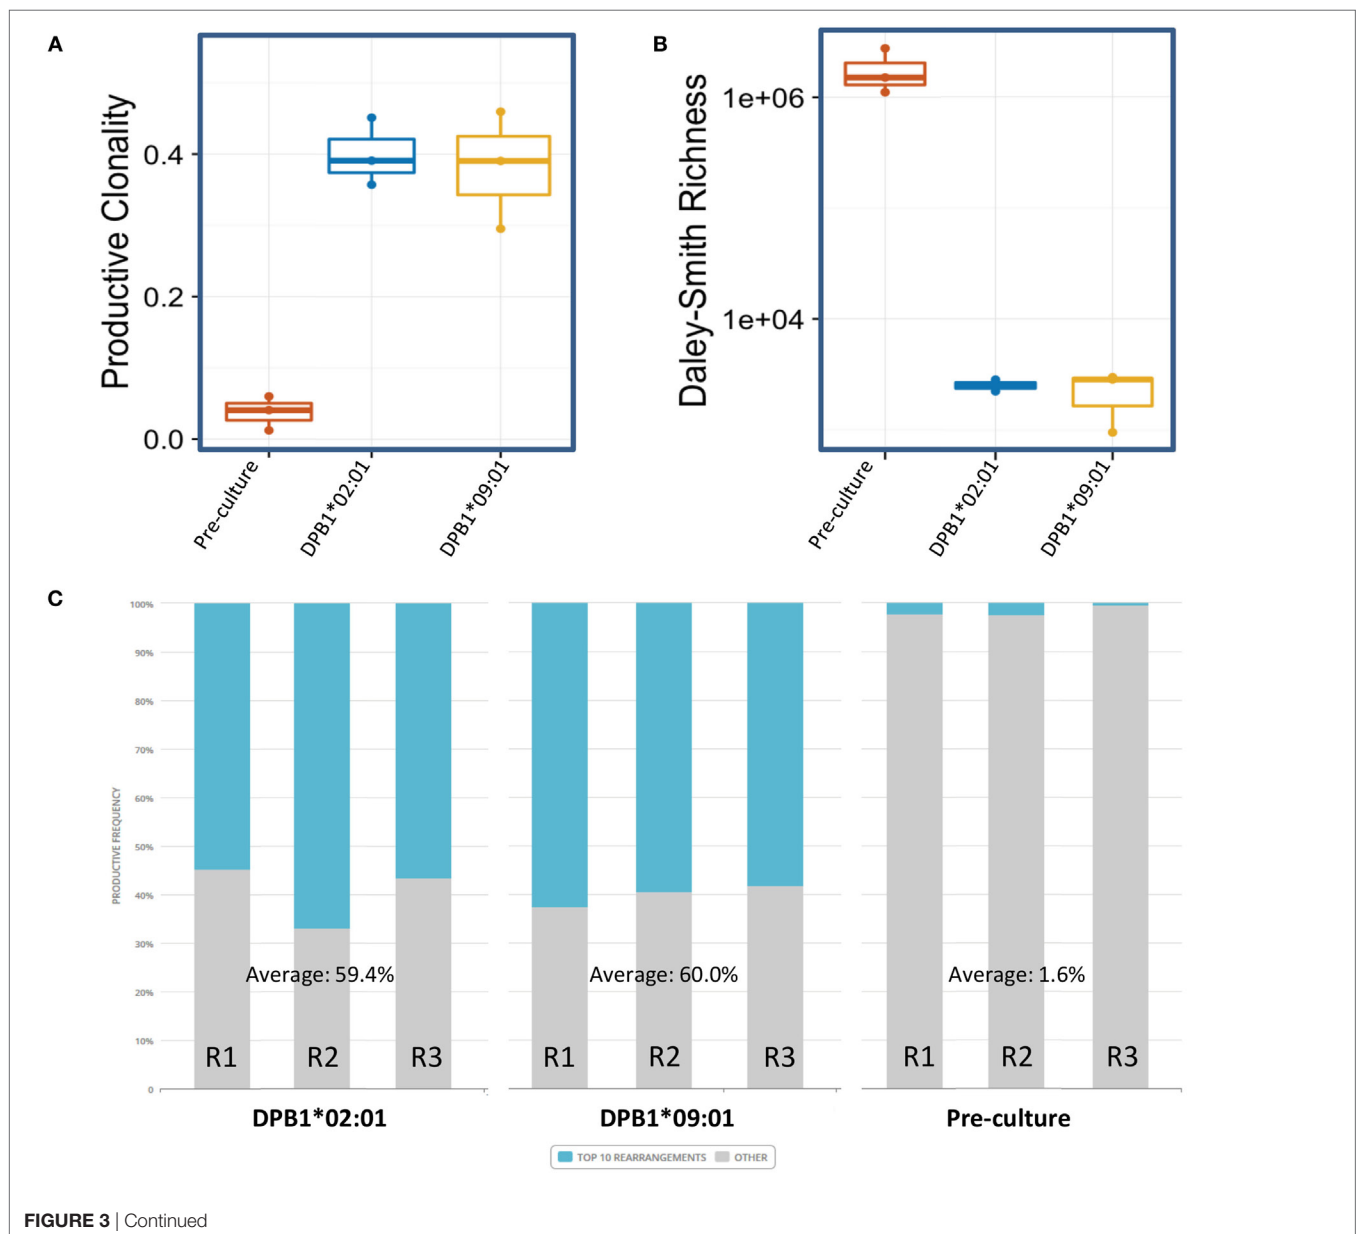 A
Productive Clonality
0.4
0.2
0.0
Pre-culture
DPB1*02:01
DPB1*09:01
B
Daley-Smith Richness
1e+06
1e+04
Pre-culture
DPB1*02:01
DPB1*09:01
C
PRODUCTIVE FREQUENCY
100%
90%
80%
70%
60%
50%
40%
30%
20%
10%
0
Average: 59.4%
Average: 60.0%
Average: 1.6%
R1 R2 R3 R1 R2 R3 R1 R2 R3
DPB1*02:01 DPB1*09:01 Pre-culture
TOP 10 REARRANGEMENTS OTHER
FIGURE 3 | Continued